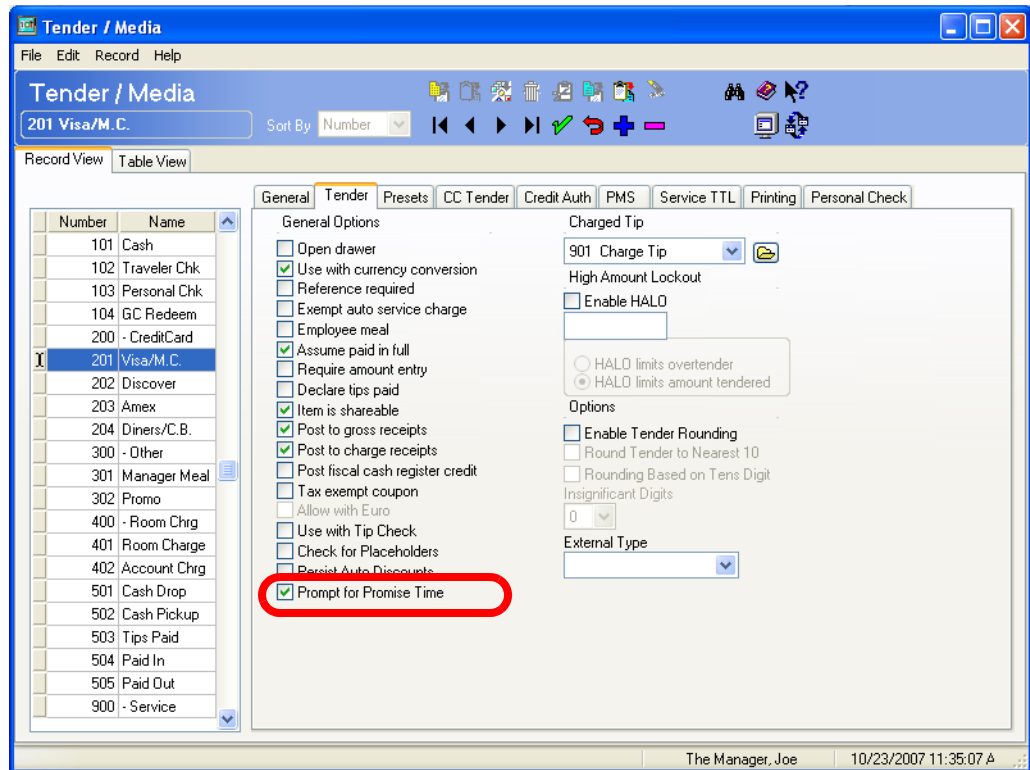 Tender / Media
File Edit Record Help
Tender / Media
201 Visa/M.C.
Sort By Number
Record View Table View
General Tender Presets CC Tender Credit Auth PMS Service TTL Printing Personal Check
Number Name
101 Cash
102 Traveler Chk
103 Personal Chk
104 GC Redeem
200 - CreditCard
201 Visa/M.C.
202 Discover
203 Amex
204 Diners/C.B.
300 - Other
301 Manager Meal
302 Promo
400 - Room Chrg
401 Room Charge
402 Account Chrg
501 Cash Drop
502 Cash Pickup
503 Tips Paid
504 Paid In
505 Paid Out
900 - Service
General Options
Open drawer
Use with currency conversion
Reference required
Exempt auto service charge
Employee meal
Assume paid in full
Require amount entry
Declare tips paid
Item is shareable
Post to gross receipts
Post to charge receipts
Post fiscal cash register credit
Tax exempt coupon
Allow with Euro
Use with Tip Check
Check for Placeholders
Persist Auto Discounts
Prompt for Promise Time
Charged Tip
901 Charge Tip
High Amount Lockout
Enable HALO
HALO limits overtender
HALO limits amount tendered
Options
Enable Tender Rounding
Round Tender to Nearest 10
Rounding Based on Tens Digit
Insignificant Digits
0
External Type
The Manager, Joe 10/23/2007 11:35:07 A